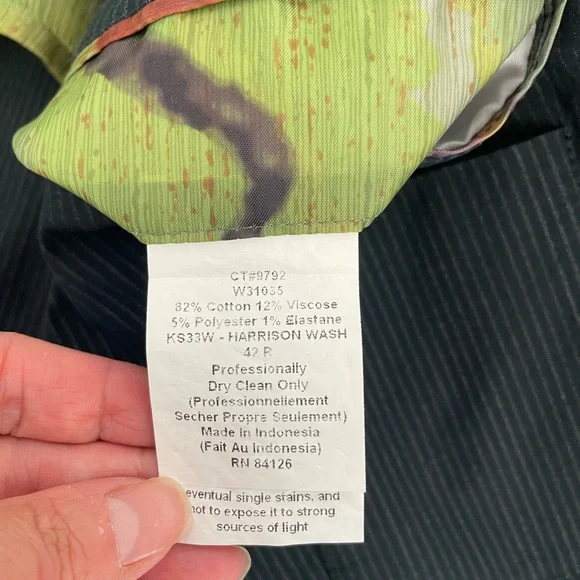 CT#9792
W31035
82% Cotton 12% Viscose
5% Polyester 1% Elastane
KS33W - HARRISON WASH
42 R
Professionally
Dry Clean Only
(Professionnellement
Secher Propre Seulement)
Made In Indonesia
(Fait Au Indonesia)
RN 84126
eventual single stains, and
not to expose it to strong
sources of light